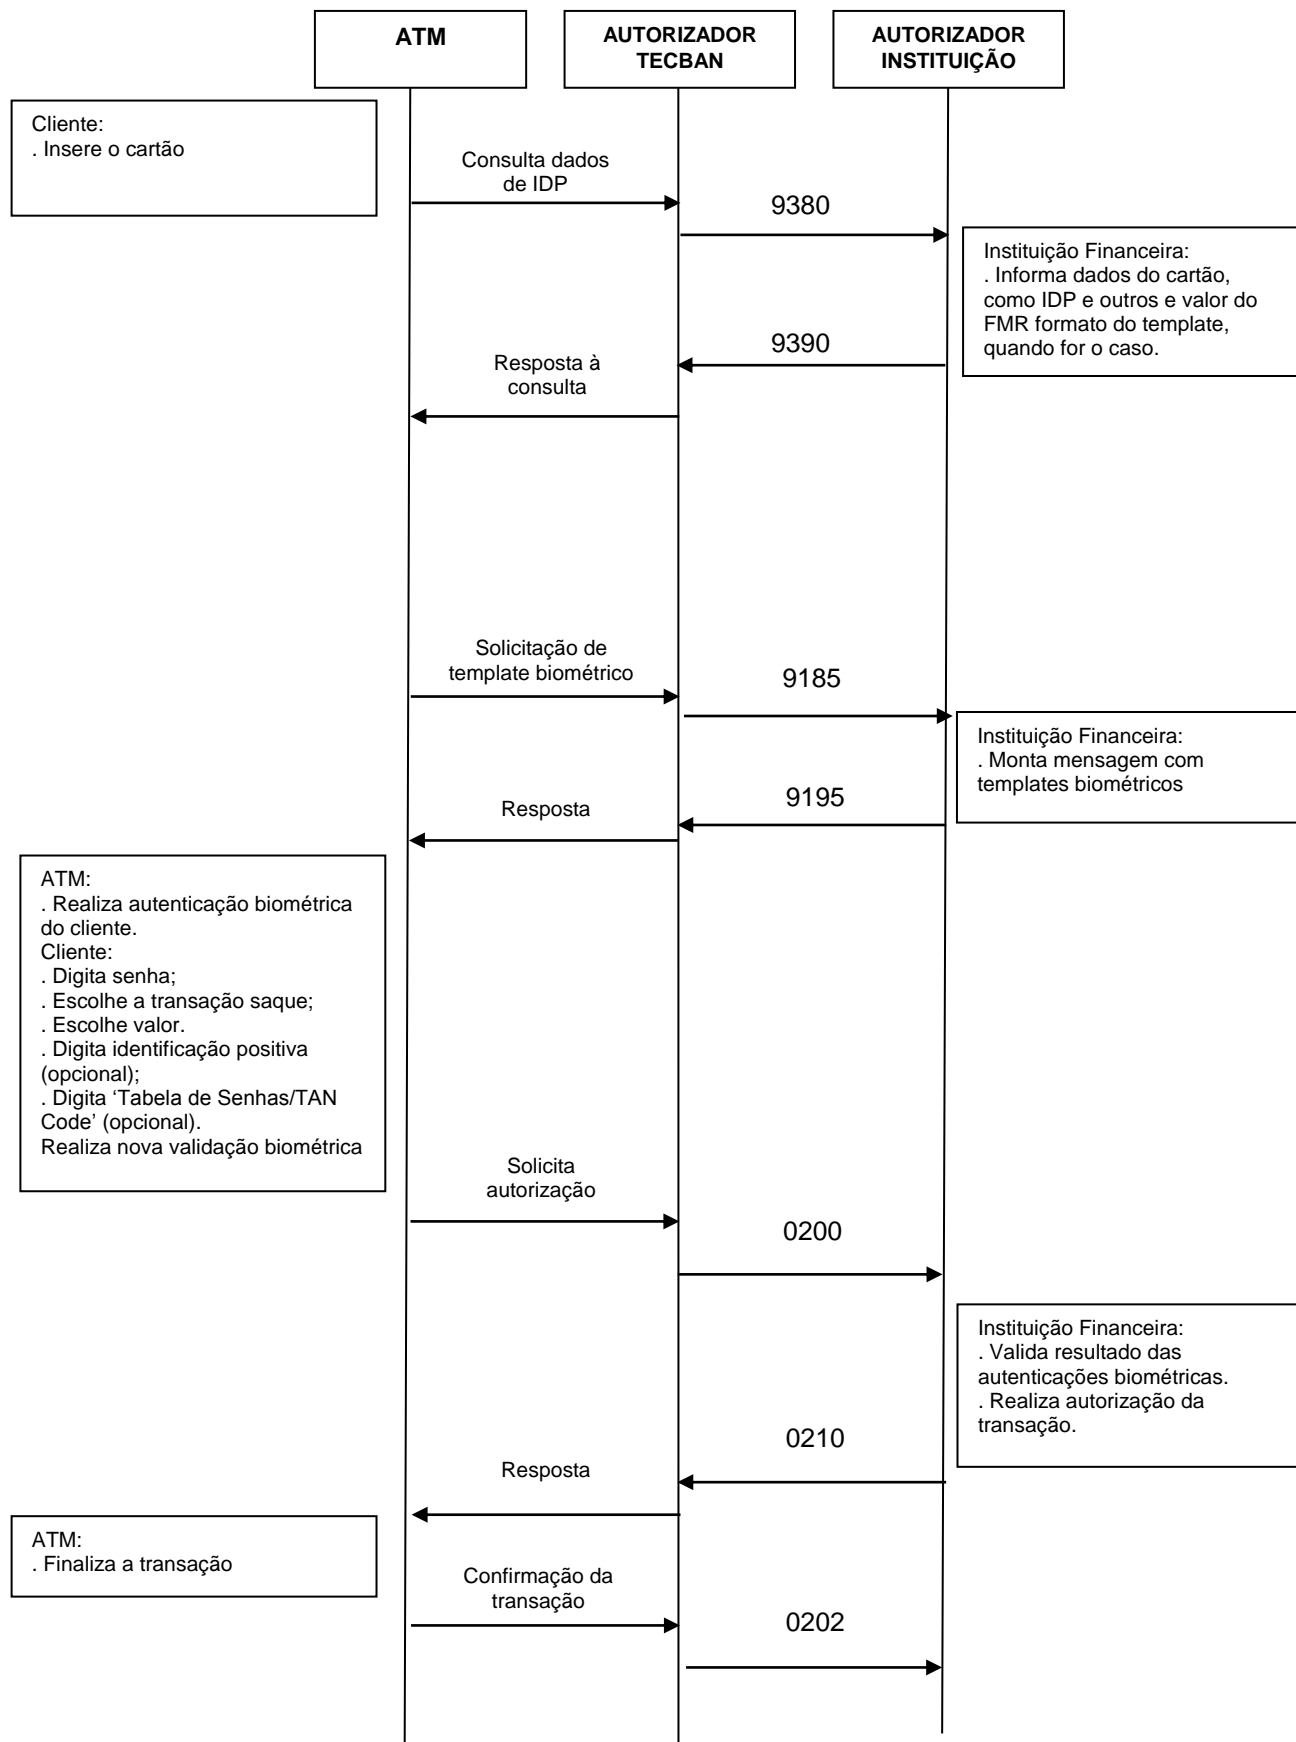 ATM
AUTORIZADOR
TECBAN
AUTORIZADOR
INSTITUIÇÃO
Cliente:
. Insere o cartão
Consulta dados
de IDP
9380
Instituição Financeira:
. Informa dados do cartão,
como IDP e outros e valor do
FMR formato do template,
quando for o caso.
9390
Resposta à
consulta
Solicitação de
template biométrico
9185
Instituição Financeira:
. Monta mensagem com
templates biométricos
9195
Resposta
ATM:
. Realiza autenticação biométrica
do cliente.
Cliente:
. Digita senha;
. Escolhe a transação saque;
. Escolhe valor.
. Digita identificação positiva
(opcional);
. Digita ‘Tabela de Senhas/TAN
Code’ (opcional).
Realiza nova validação biométrica
Solicita
autorização
0200
Instituição Financeira:
. Valida resultado das
autenticações biométricas.
. Realiza autorização da
transação.
0210
Resposta
ATM:
. Finaliza a transação
Confirmação da
transação
0202